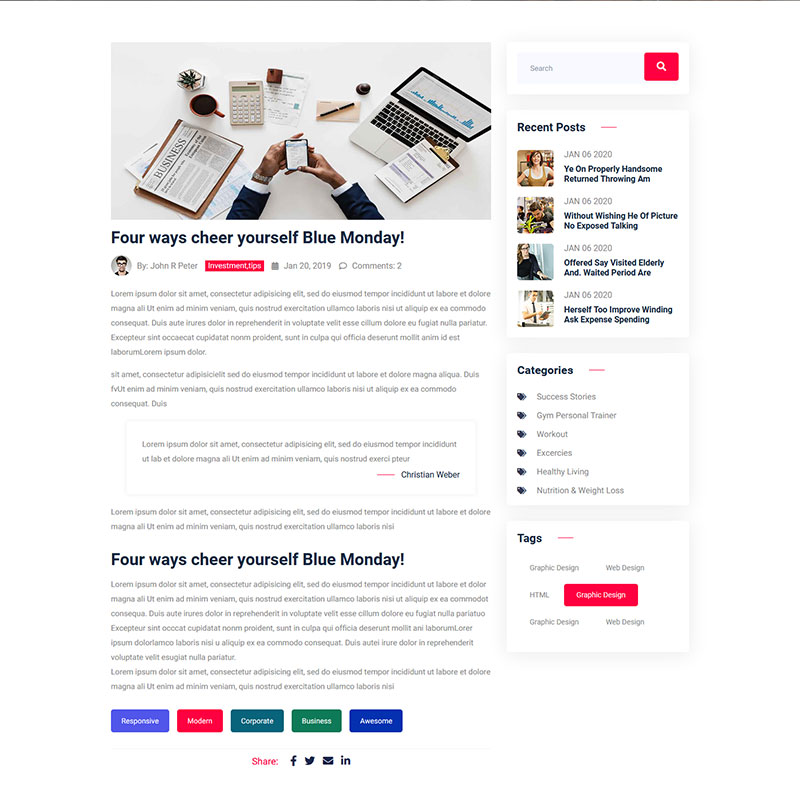 BUSINESS
Four ways cheer yourself Blue Monday!
By: John R Peter Investment,tips Jan 20, 2019 Comments: 2
Lorem ipsum dolor sit amet, consectetur adipisicing elit, sed do eiusmod tempor incididunt ut labore et dolore
magna ali Ut enim ad minim veniam, quis nostrud exercitation ullamco laboris nisi ut aliquip ex ea commodo
consequat. Duis aute irures dolor in reprehenderit in voluptate velit esse cillum dolore eu fugiat nulla pariatur.
Excepteur sint occaecat cupidatat nonm proident, sunt in culpa qui officia deserunt mollit anim id est
laborumLorem ipsum dolor.
sit amet, consectetur adipisicielit sed do eiusmod tempor incididunt ut labore et dolore magna aliqua. Duis
fvUt enim ad minim veniam, quis nostrud exercitation ullamco laboris nisi ut aliquip ex ea commodo
consequat. Duis
Lorem ipsum dolor sit amet, consectetur adipisicing elit, sed do eiusmod tempor incididunt
ut lab et dolore magna ali Ut enim ad minim veniam, quis nostrud exerci pteur
Christian Weber
Lorem ipsum dolor sit amet, consectetur adipisicing elit, sed do eiusmod tempor incididunt ut labore et dolore
magna ali Ut enim ad minim veniam, quis nostrud exercitation ullamco laboris nisi
Four ways cheer yourself Blue Monday!
Lorem ipsum dolor sit amet, consectetur adipisicing elit, sed do eiusmod tempor incididunt ut labore et dolore
magna ali Ut enim ad minim veniam, quis nostrud exercitation ullamco laboris nisi ut aliquip ex ea commodot
consequa. Duis aute irures dolor in reprehenderit in voluptate velit esse cillum dolore eu fugiat nulla pariatuo
Excepteur sint occcat cupidatat nonm proident, sunt in culpa qui officia deserunt mollit ani laborumLorer
ipsum dolorlamco laboris nisi u aliquip ex ea commodo consequat. Duis autei irure dolor in reprehenderit
voluptate velit esugiat nulla pariatur.
Lorem ipsum dolor sit amet, consectetur adipisicing elit, sed do eiusmod tempor incididunt ut labore et dolore
magna ali Ut enim ad minim veniam, quis nostrud exercitation ullamco laboris nisi
Responsive Modern Corporate Business Awesome
Share:
Search
Recent Posts
JAN 06 2020
Ye On Properly Handsome
Returned Throwing Am
JAN 06 2020
Without Wishing He Of Picture
No Exposed Talking
JAN 06 2020
Offered Say Visited Elderly
And. Waited Period Are
JAN 06 2020
Herself Too Improve Winding
Ask Expense Spending
Categories
Success Stories
Gym Personal Trainer
Workout
Excercies
Healthy Living
Nutrition & Weight Loss
Tags
Graphic Design Web Design
HTML Graphic Design
Graphic Design Web Design